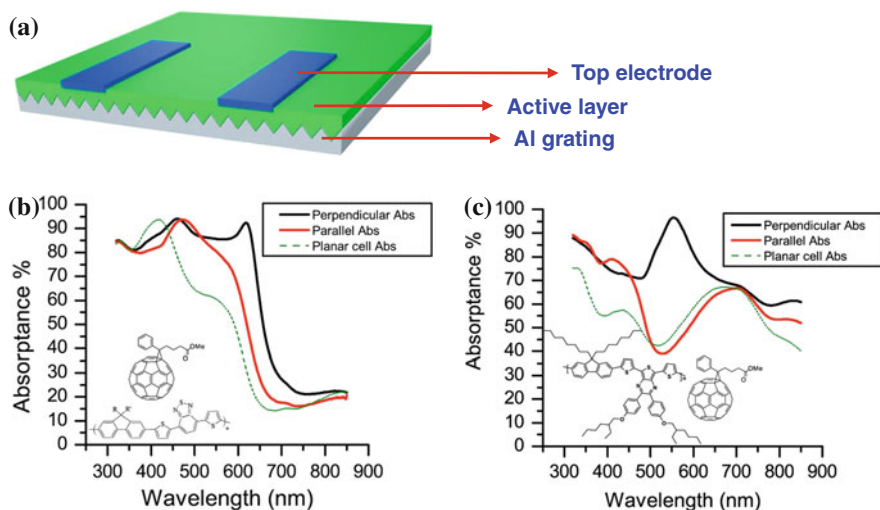 (a)
Top electrode
Active layer
Al grating
(b)
100
90
80
70
60
50
40
30
20
10
0
Absorptance %
Perpendicular Abs
Parallel Abs
Planar cell Abs
OMe
O
R R'
N S N
S
S
n
300 400 500 600 700 800 900
Wavelength (nm)
(c)
100
90
80
70
60
50
40
30
20
10
0
Absorptance %
Perpendicular Abs
Parallel Abs
Planar cell Abs
S
S
S
n
N
N
O
O
OMe
O
300 400 500 600 700 800 900
Wavelength (nm)